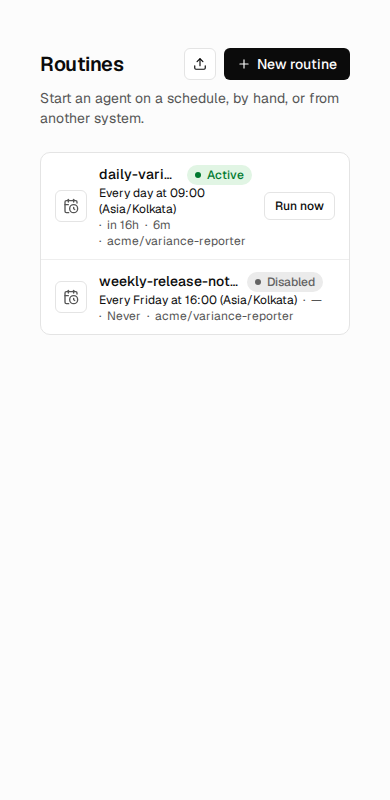 Routines
New routine
Start an agent on a schedule, by hand, or from
another system.
daily-vari... Active
Every day at 09:00
(Asia/Kolkata)
· in 16h · 6m
· acme/variance-reporter
Run now
weekly-release-not... Disabled
Every Friday at 16:00 (Asia/Kolkata) · —
· Never · acme/variance-reporter